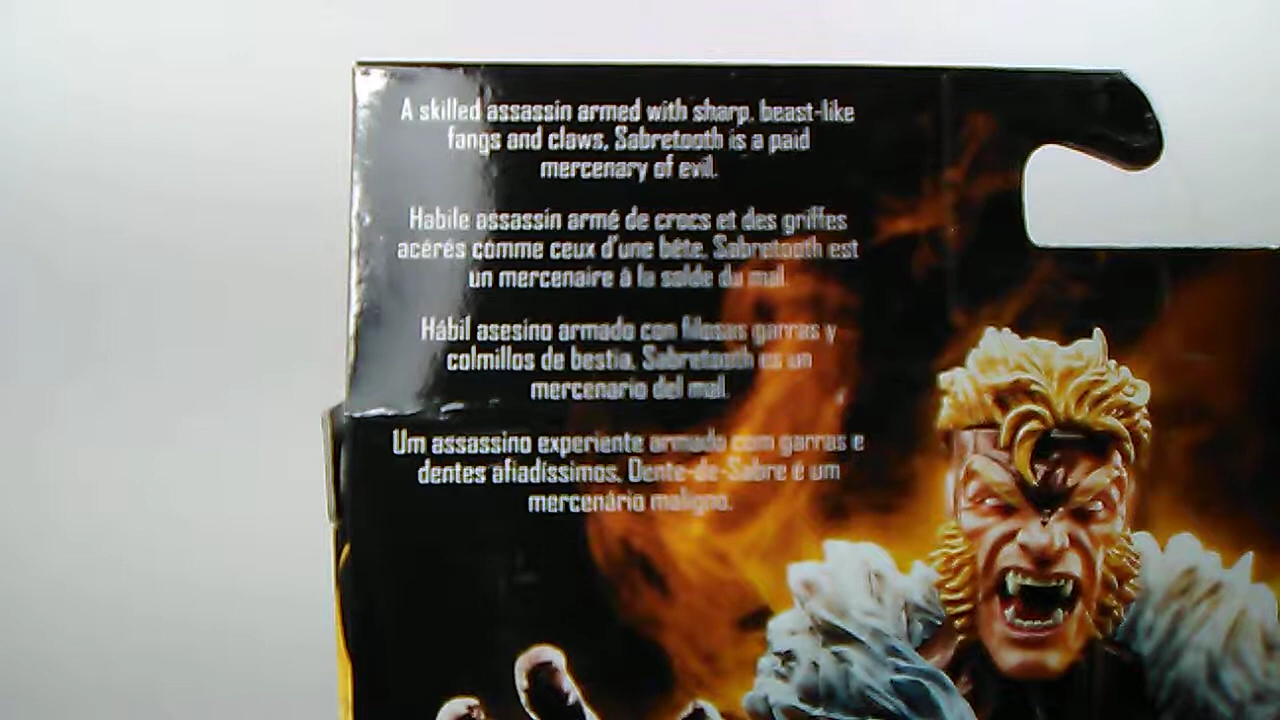 A skilled assassin armed with sharp, beast-like
fangs and claws, Sabretooth is a paid
mercenary of evil.
Habile assassin armé de crocs et des griffes
acérés comme ceux d'une bête, Sabretooth est
un mercenaire à la solde du mal.
Hábil asesino armado con filosas garras y
colmillos de bestia, Sabretooth es un
mercenario del mal.
Um assassino experiente armado com garras e
dentes afiadíssimos, Dente-de-Sabre é um
mercenário maligno.